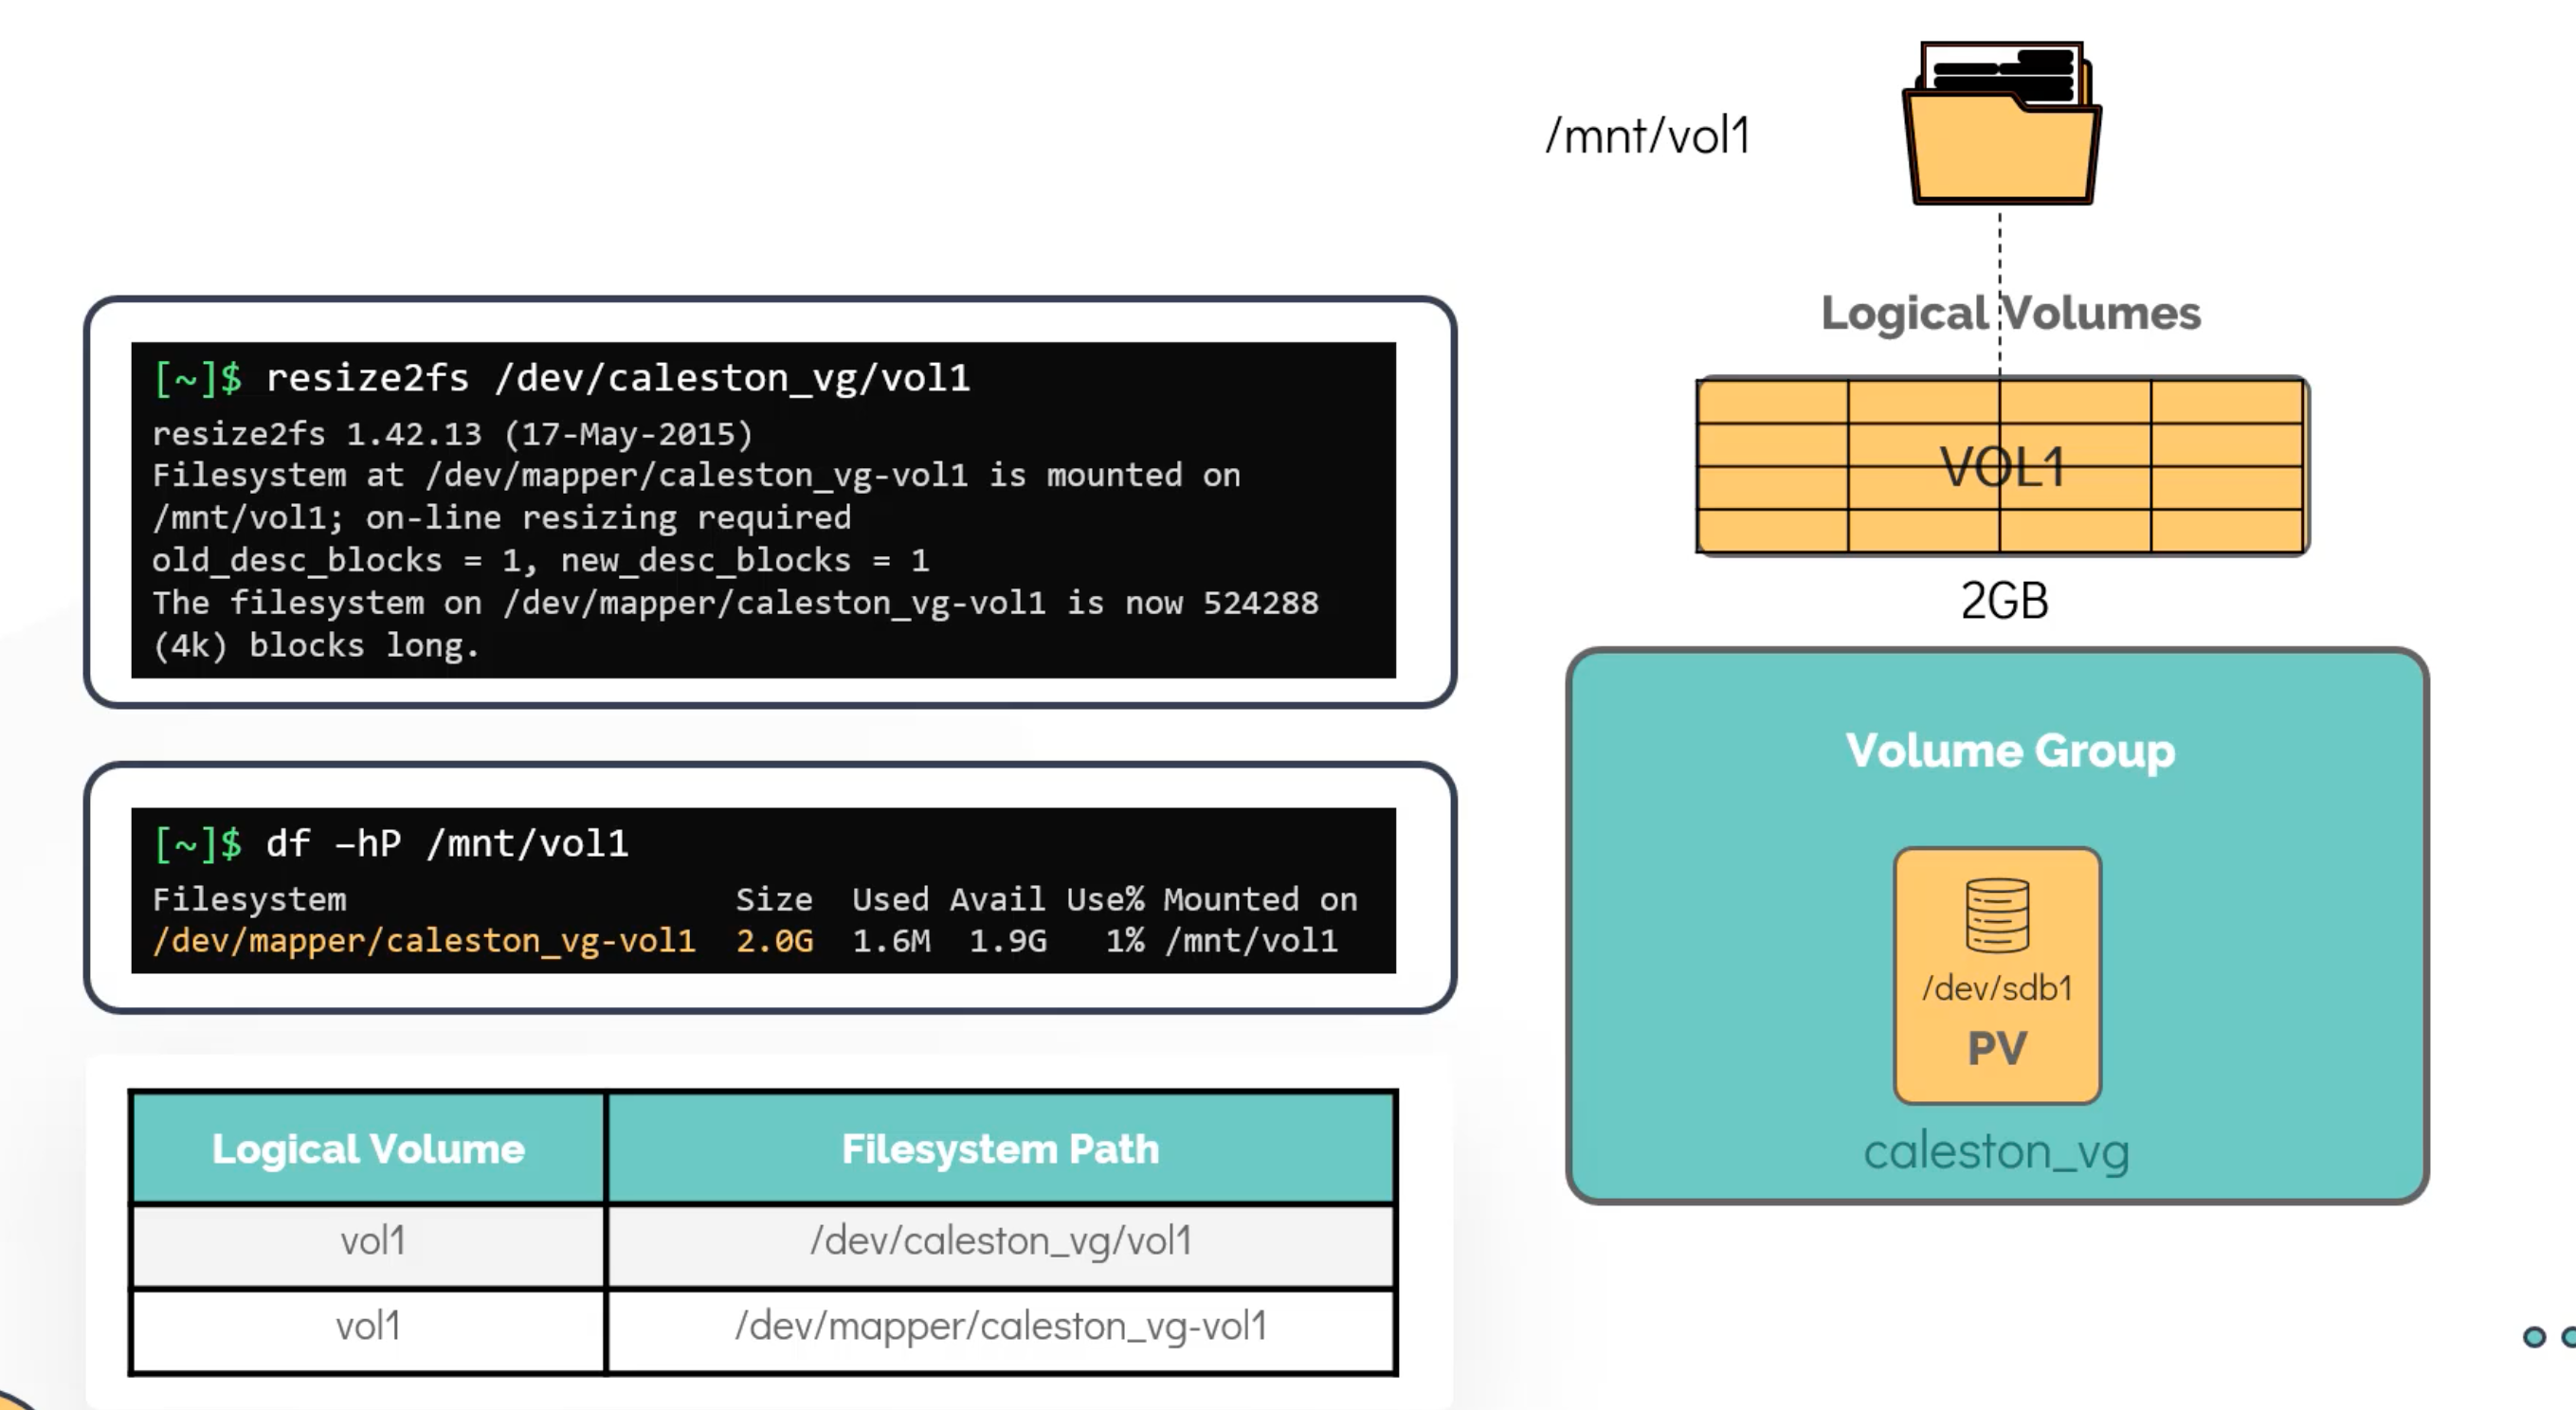 /mnt/vol1
Logical Volumes
VOL1
2GB
[~]$ resize2fs /dev/caleston_vg/vol1
resize2fs 1.42.13 (17-May-2015)
Filesystem at /dev/mapper/caleston_vg-vol1 is mounted on
/mnt/vol1; on-line resizing required
old_desc_blocks = 1, new_desc_blocks = 1
The filesystem on /dev/mapper/caleston_vg-vol1 is now 524288
(4k) blocks long.
[~]$ df –hP /mnt/vol1
Filesystem Size Used Avail Use% Mounted on
/dev/mapper/caleston_vg-vol1 2.0G 1.6M 1.9G 1% /mnt/vol1
Volume Group
/dev/sdb1
PV
caleston_vg
Logical Volume Filesystem Path
vol1 /dev/caleston_vg/vol1
vol1 /dev/mapper/caleston_vg-vol1